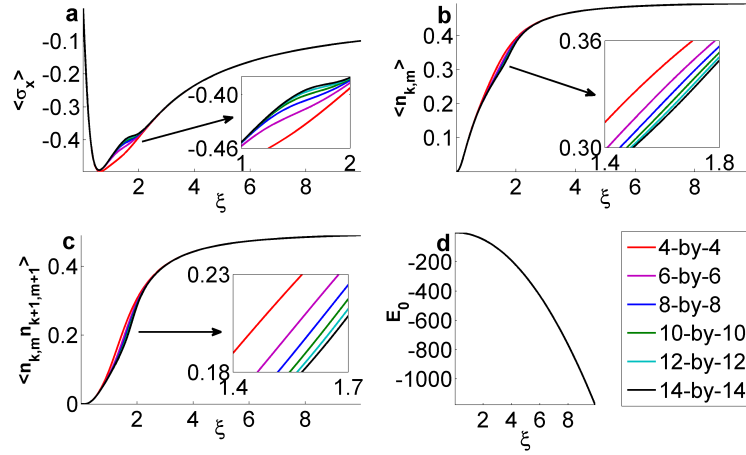 a
-0.1
-0.2
-0.3
-0.4
<σx>
2 4 6 8
ξ
-0.40
-0.46
1 2
b
0.4
0.3
0.2
0.1
<nk,m>
2 4 6 8
ξ
0.36
0.30
1.4 1.8
c
0.4
0.2
0
<nk,m nk+1,m+1>
2 4 6 8
ξ
0.23
0.18
1.4 1.7
d
-200
-400
-600
-800
-1000
E0
2 4 6 8
ξ
4-by-4
6-by-6
8-by-8
10-by-10
12-by-12
14-by-14